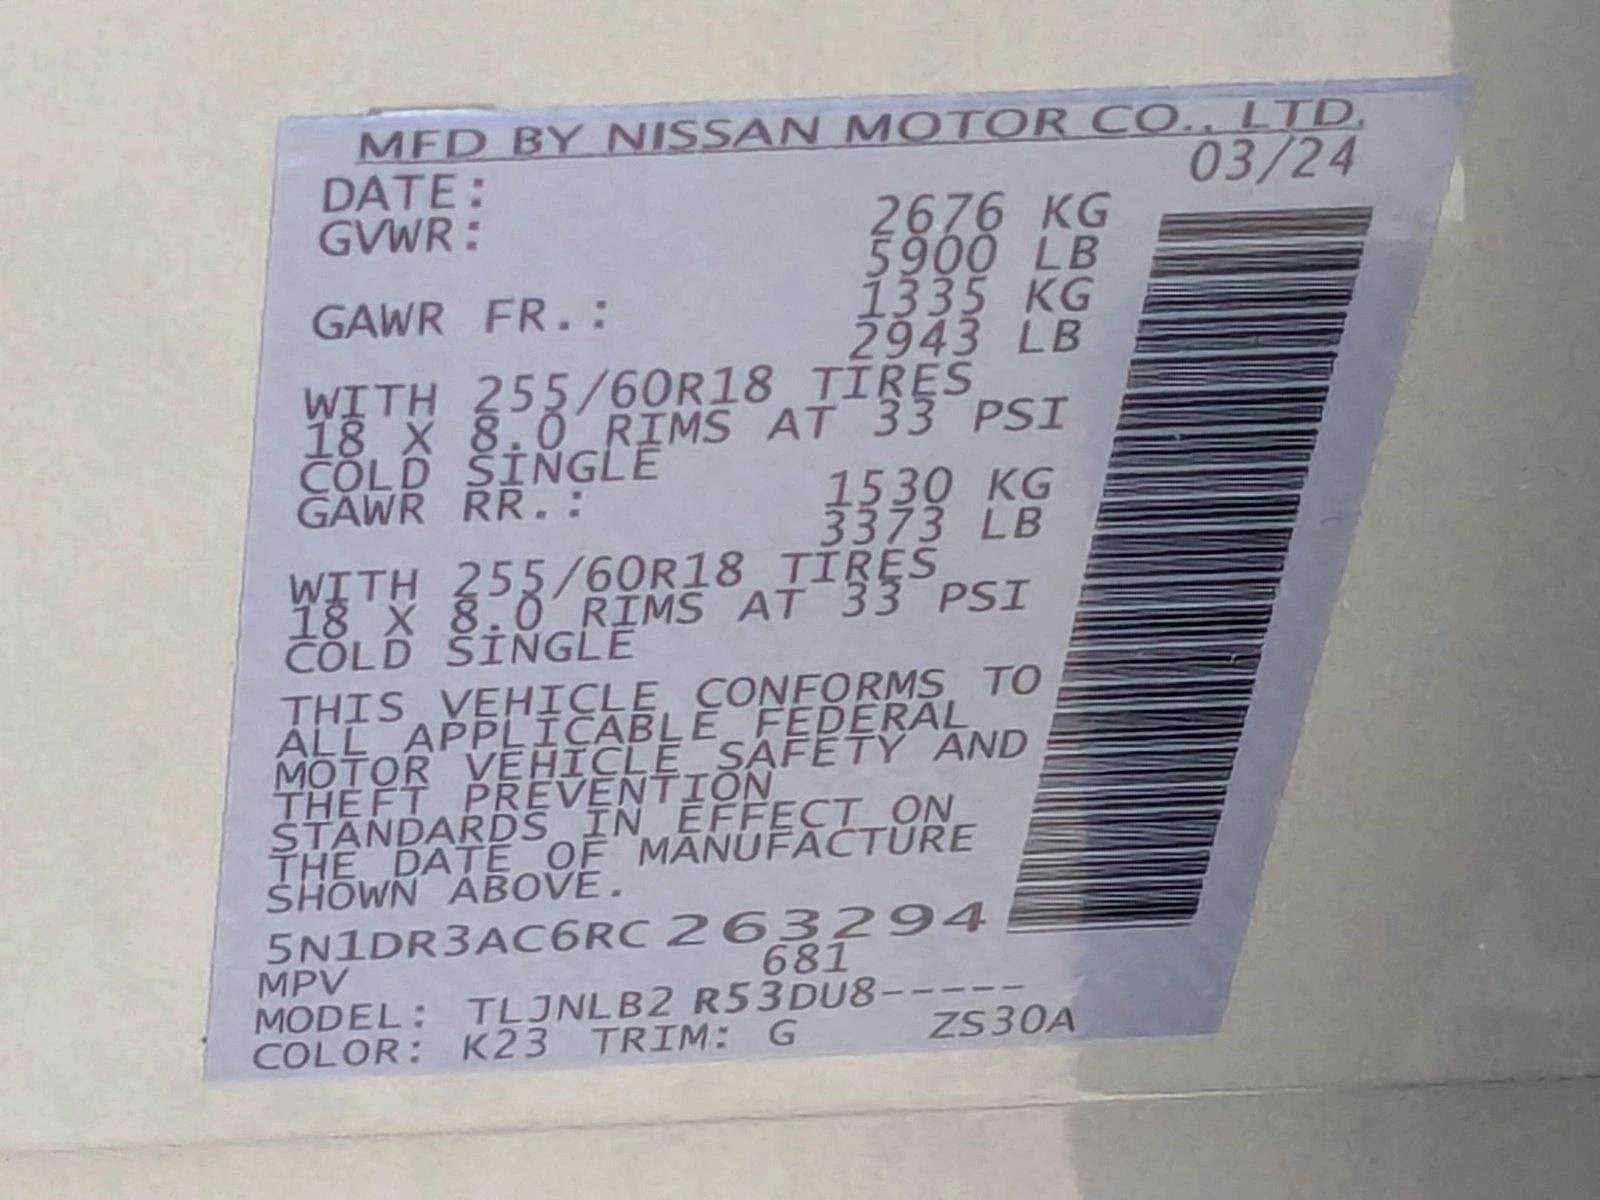 MFD BY NISSAN MOTOR CO., LTD.
DATE: 03/24
GVWR: 2676 KG
5900 LB
GAWR FR.: 1335 KG
2943 LB
WITH 255/60R18 TIRES
18 X 8.0 RIMS AT 33 PSI
COLD SINGLE
GAWR RR.: 1530 KG
3373 LB
WITH 255/60R18 TIRES
18 X 8.0 RIMS AT 33 PSI
COLD SINGLE
THIS VEHICLE CONFORMS TO
ALL APPLICABLE FEDERAL
MOTOR VEHICLE SAFETY AND
THEFT PREVENTION
STANDARDS IN EFFECT ON
THE DATE OF MANUFACTURE
SHOWN ABOVE.
5N1DR3AC6RC263294
MPV 681
MODEL: TLJNLB2 R53DU8-----
COLOR: K23 TRIM: G ZS30A